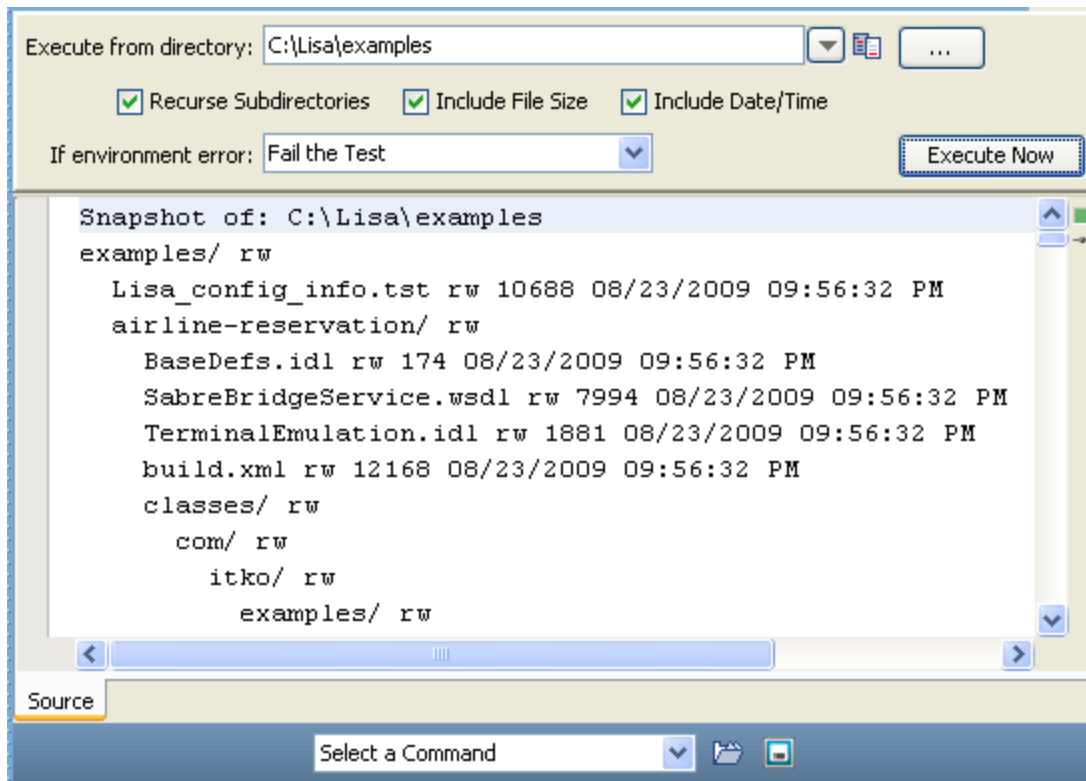 Execute from directory: C:\Lisa\examples ...
Recurse Subdirectories Include File Size Include Date/Time
If environment error: Fail the Test Execute Now
Snapshot of: C:\Lisa\examples
examples/ rw
Lisa_config_info.tst rw 10688 08/23/2009 09:56:32 PM
airline-reservation/ rw
BaseDefs.idl rw 174 08/23/2009 09:56:32 PM
SabreBridgeService.wsdl rw 7994 08/23/2009 09:56:32 PM
TerminalEmulation.idl rw 1881 08/23/2009 09:56:32 PM
build.xml rw 12168 08/23/2009 09:56:32 PM
classes/ rw
com/ rw
itko/ rw
examples/ rw
Source
Select a Command